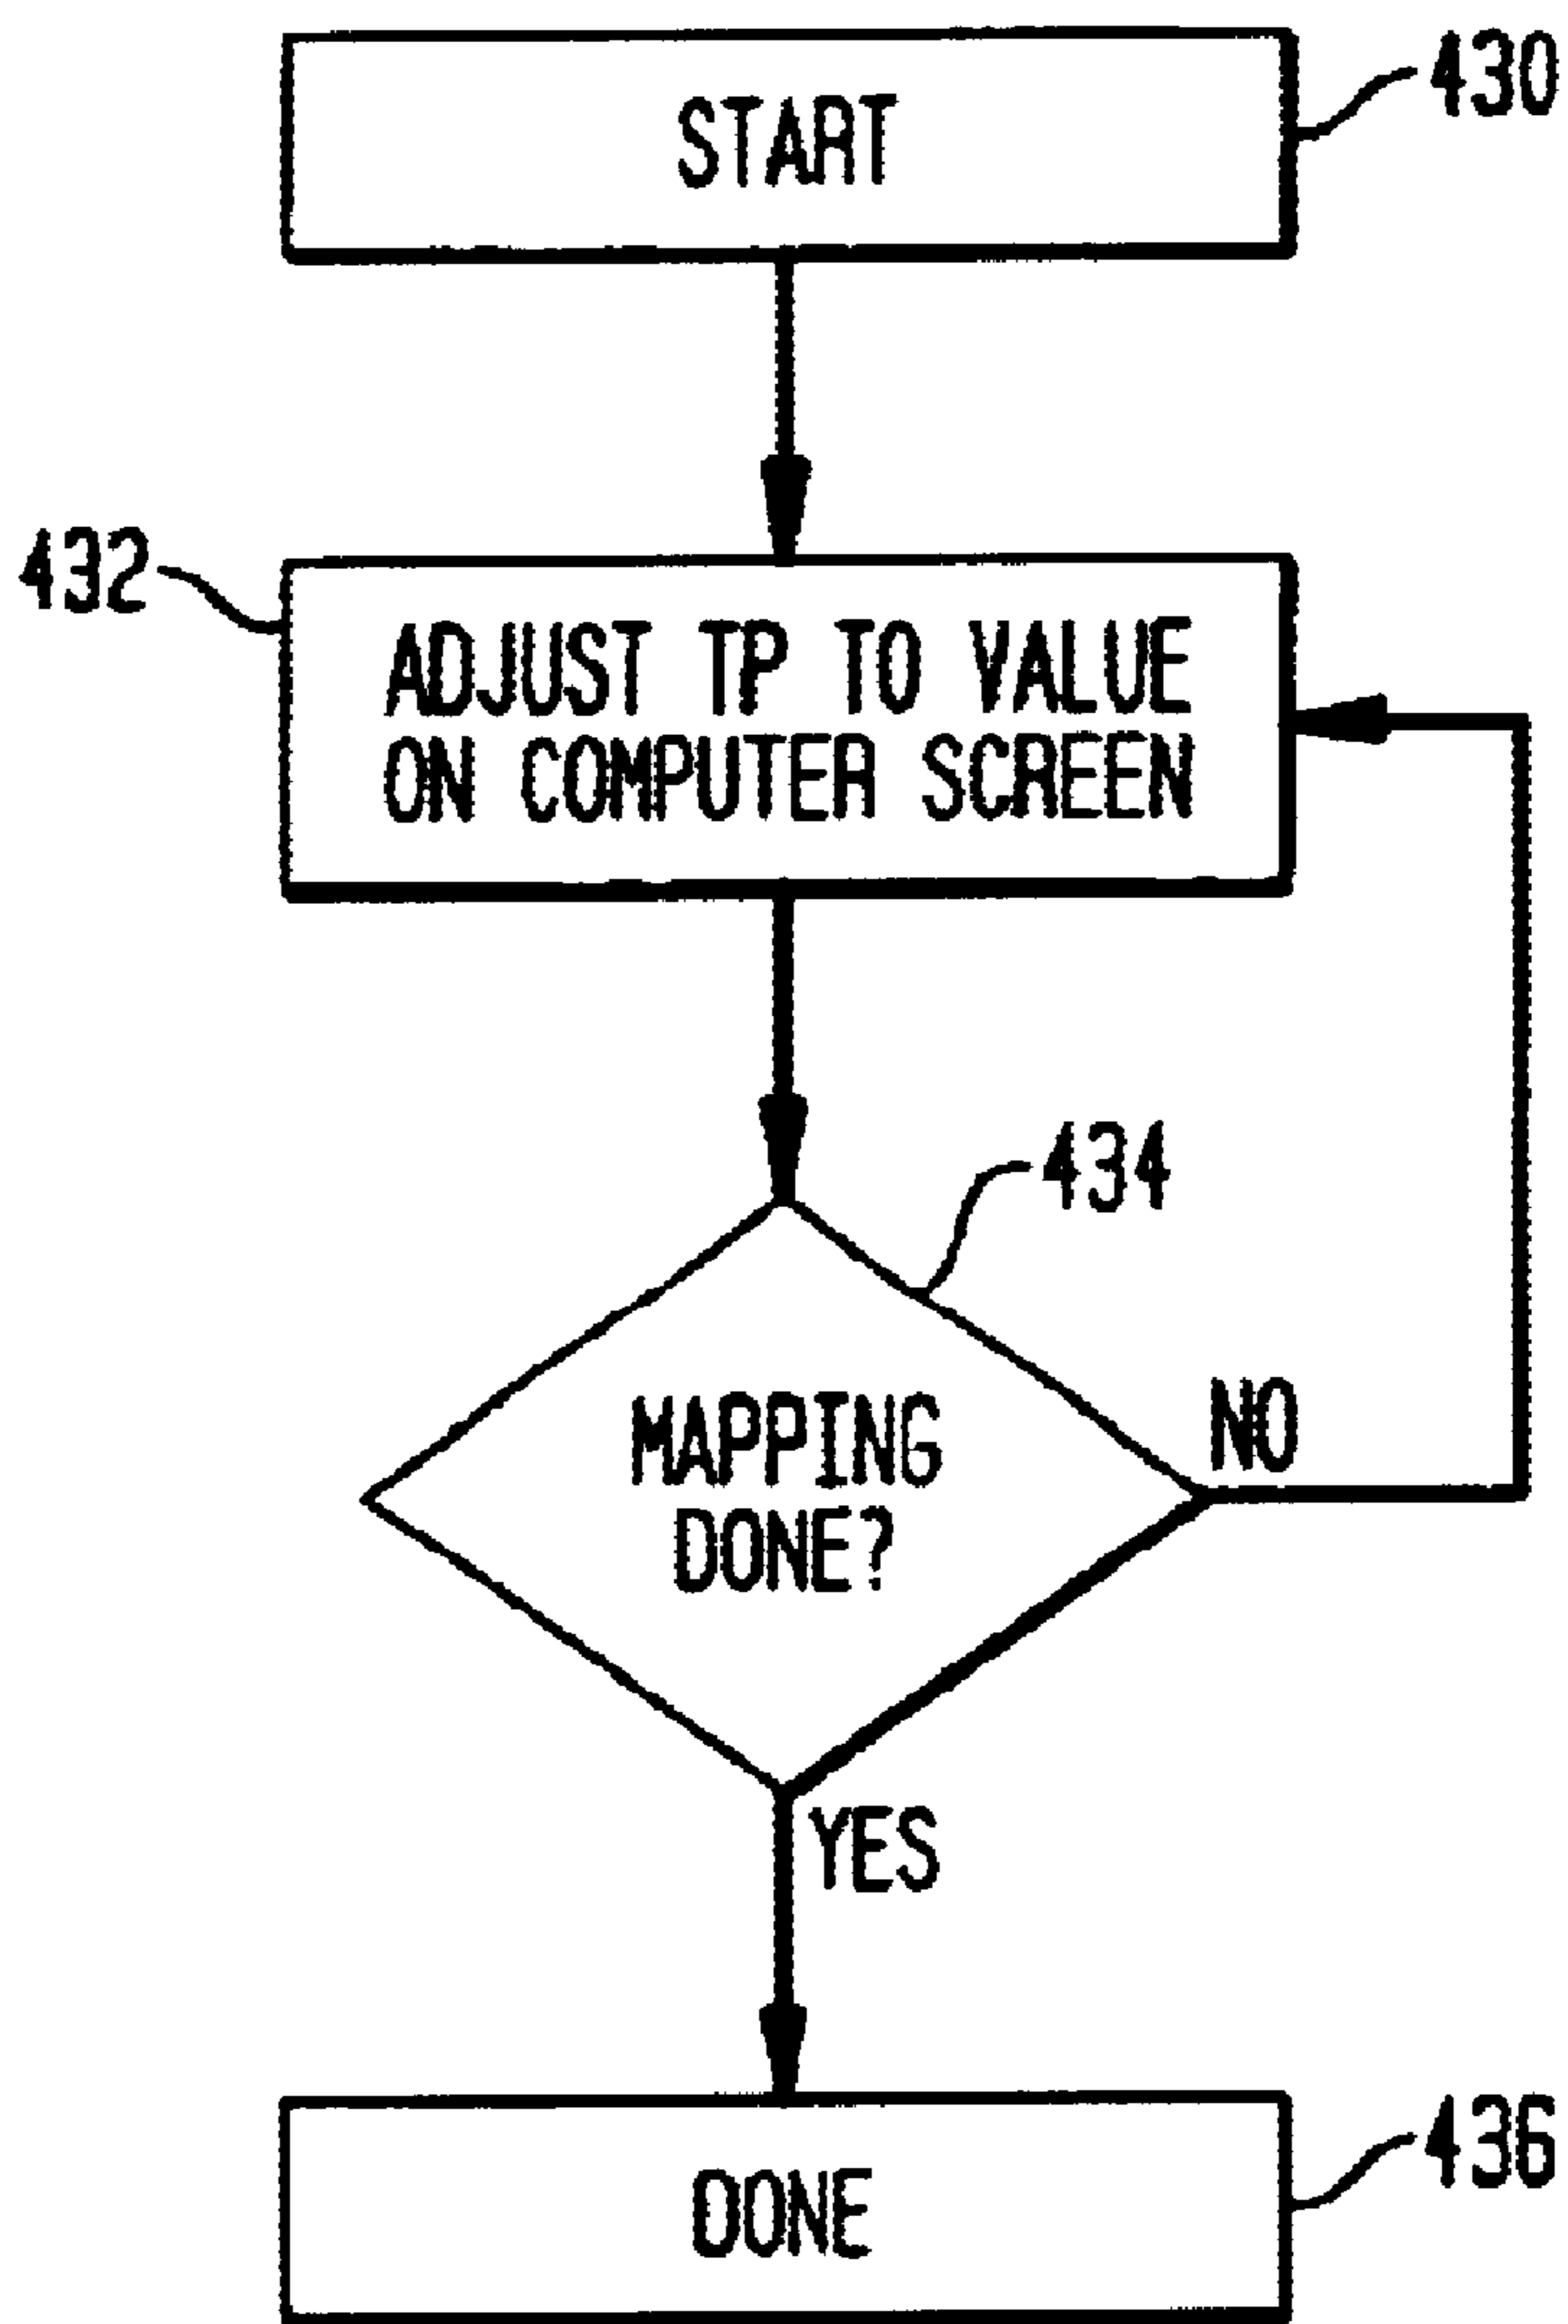 START
430
432
ADJUST TP TO VALUE
ON COMPUTER SCREEN
434
MAPPING
DONE?
NO
YES
DONE
436